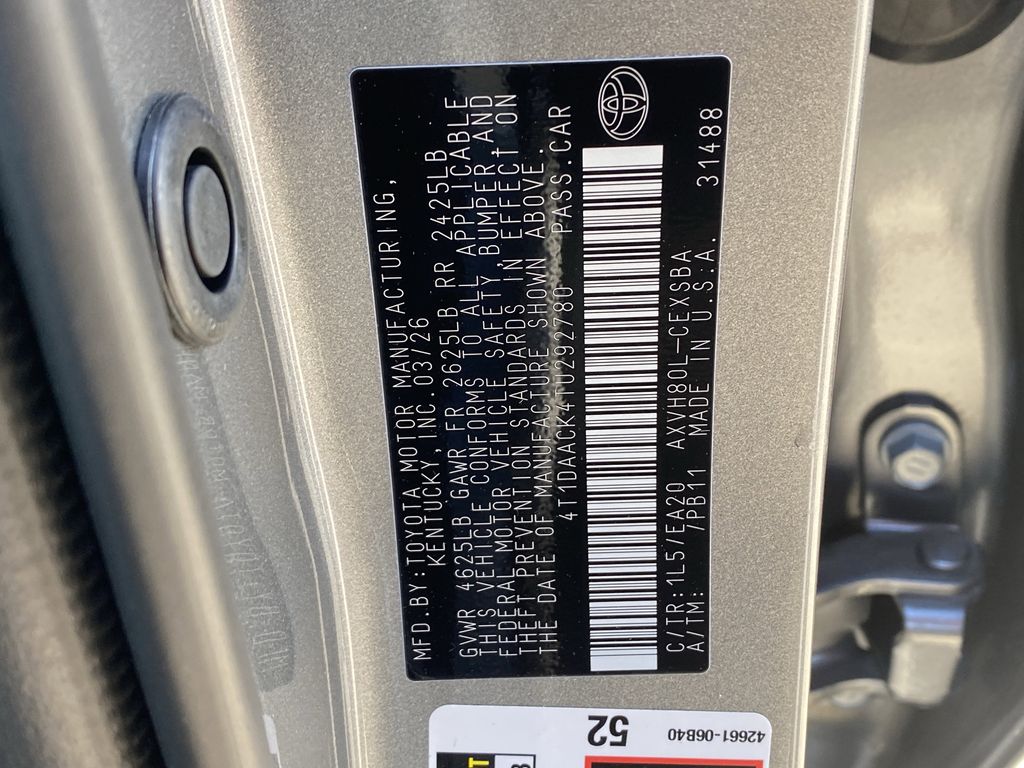 MFD.BY:TOYOTA MOTOR MANUFACTURING,
KENTUCKY, INC. 03/26
GVWR 4625LB GAWR FR 2625LB RR 2425LB
THIS VEHICLE CONFORMS TO ALL APPLICABLE
FEDERAL MOTOR VEHICLE SAFETY, BUMPER, AND
THEFT PREVENTION STANDARDS IN EFFECT ON
THE DATE OF MANUFACTURE SHOWN ABOVE.
4T1DAACK4TU292780 PASS.CAR
C/TR:1L5/EA20 AXVH80L-CEXSBA
A/TM: /PB11 MADE IN U.S.A. 31488
52
42661-06B40